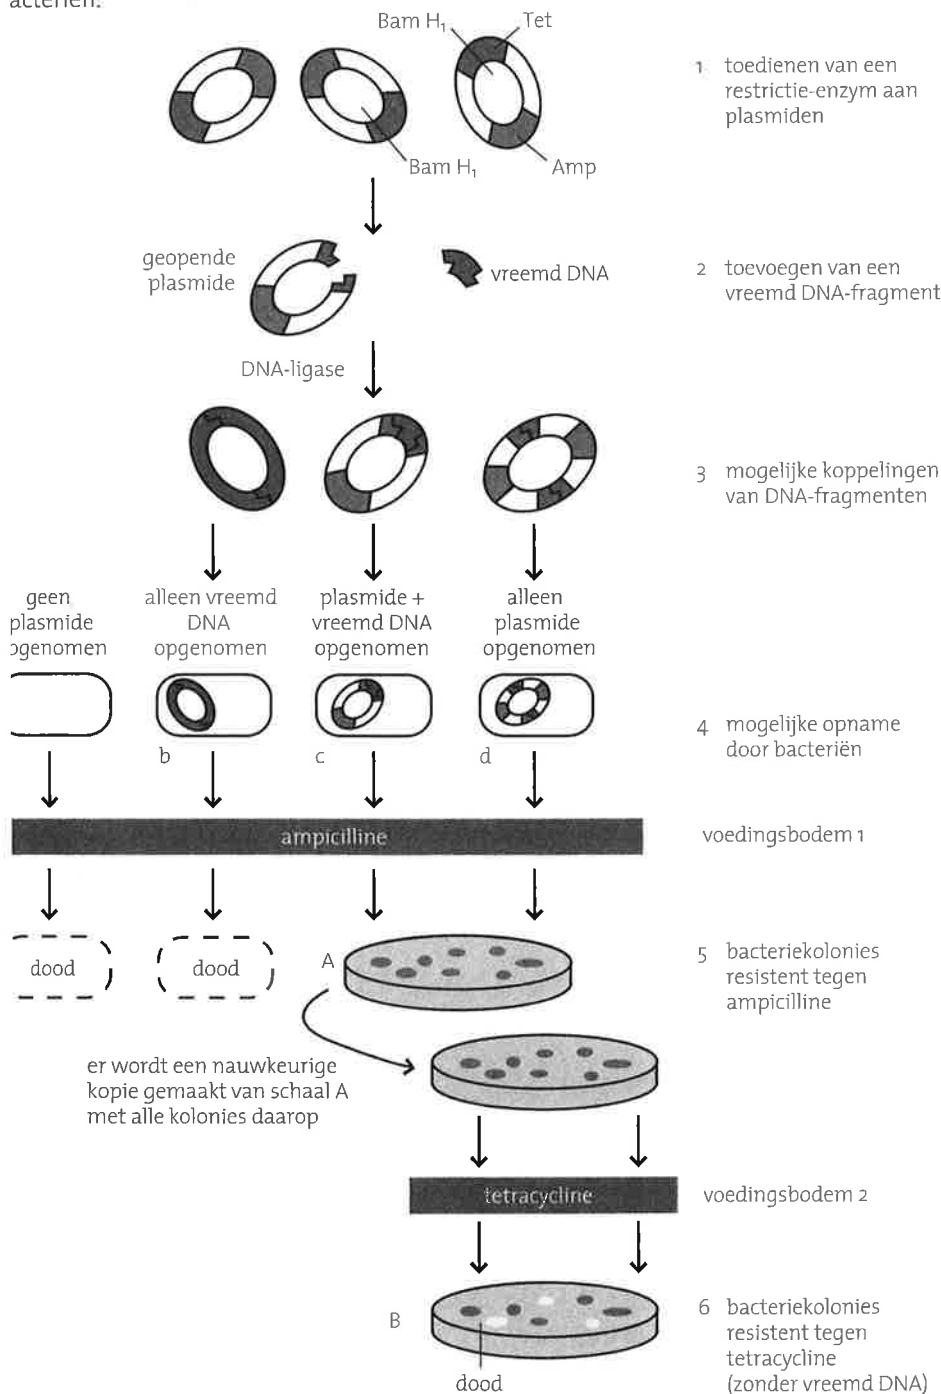 acteriën.
Bam H1
Tet
1 toedienen van een
restrictie-enzym aan
plasmiden
Bam H1
Amp
geopende
plasmide
vreemd DNA
2 toevoegen van een
vreemd DNA-fragment
DNA-ligase
3 mogelijke koppelingen
van DNA-fragmenten
geen
plasmide
ogenomen
alleen vreemd
DNA
opgenomen
plasmide +
vreemd DNA
opgenomen
alleen
plasmide
opgenomen
b
c
d
4 mogelijke opname
door bacteriën
ampicilline
voedingsbodem 1
dood
dood
A
5 bacteriekolonies
resistent tegen
ampicilline
er wordt een nauwkeurige
kopie gemaakt van schaal A
met alle kolonies daarop
tetracycline
voedingsbodem 2
B
dood
6 bacteriekolonies
resistent tegen
tetracycline
(zonder vreemd DNA)